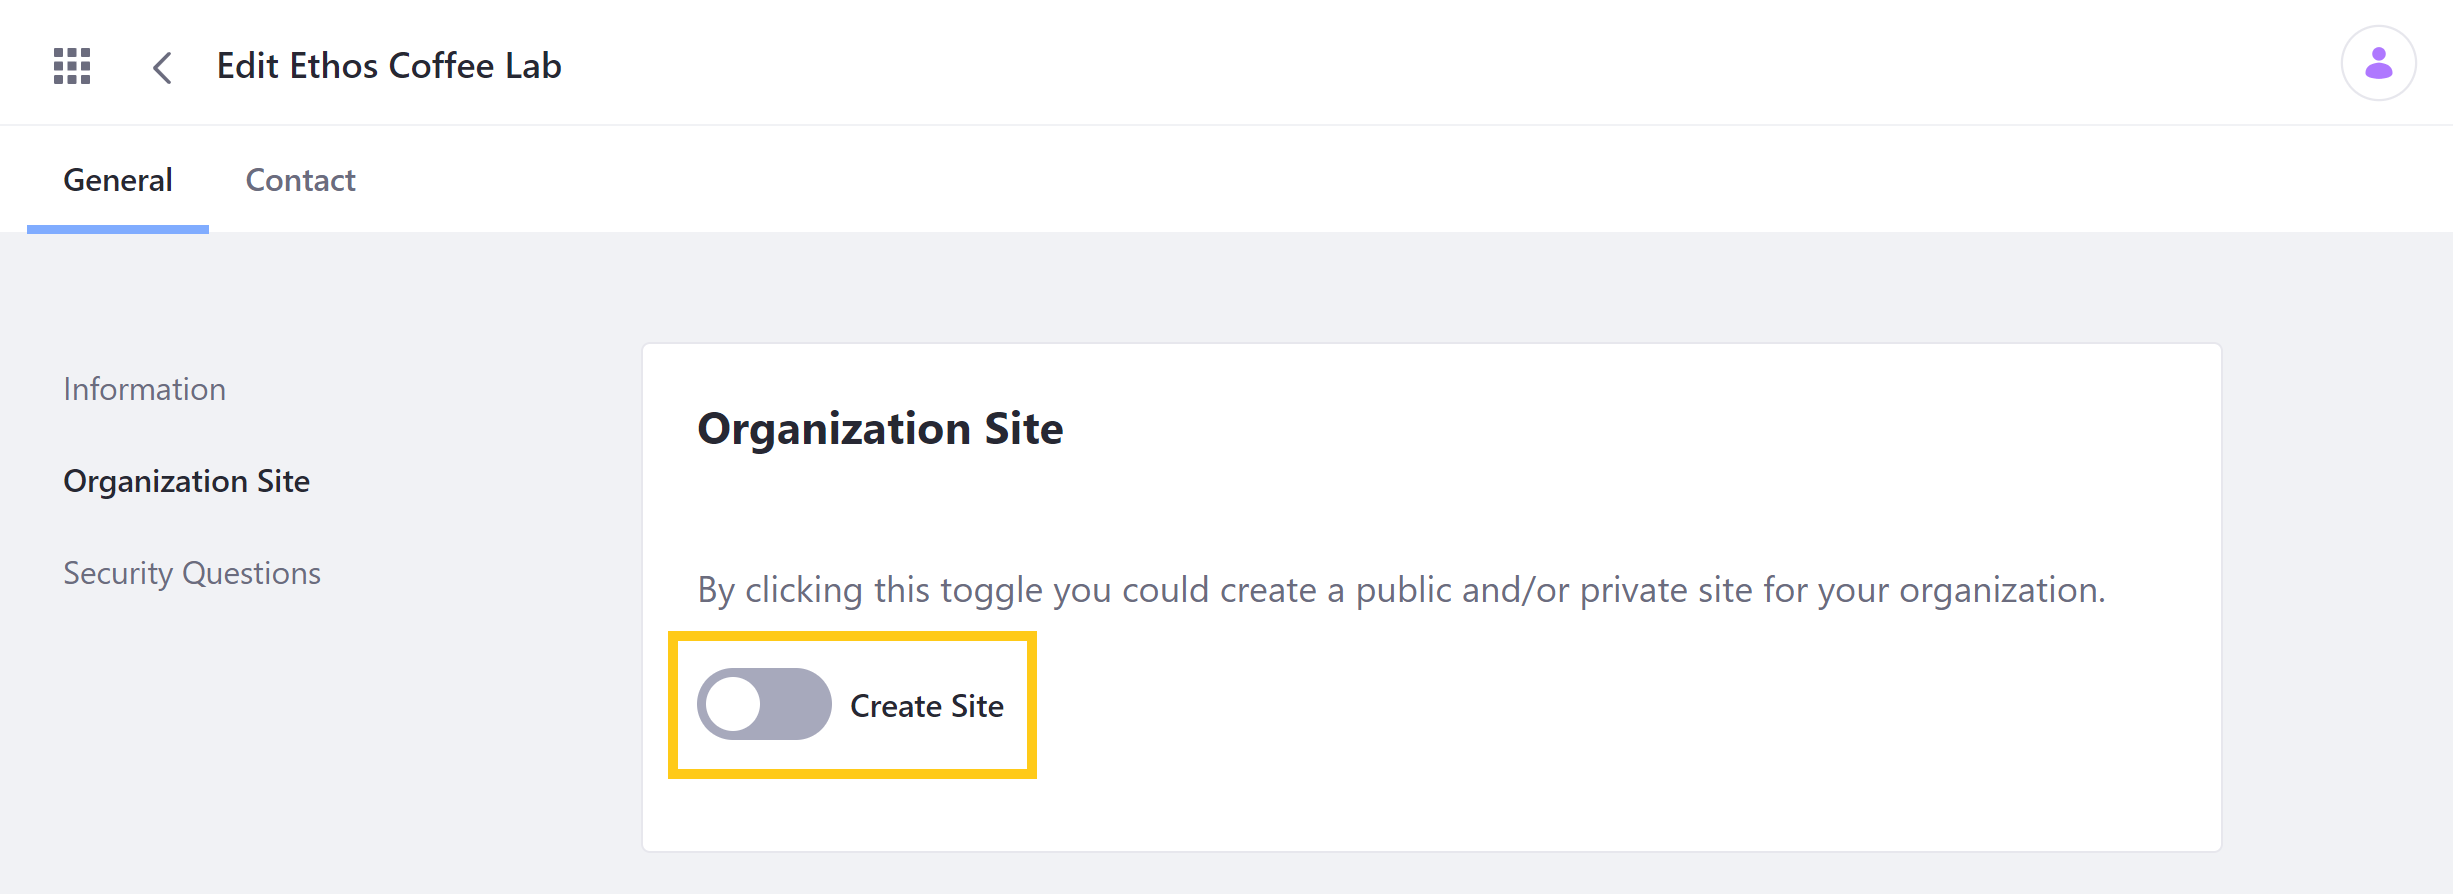 Edit Ethos Coffee Lab
General
Contact
Information
Organization Site
Security Questions
Organization Site
By clicking this toggle you could create a public and/or private site for your organization.
Create Site